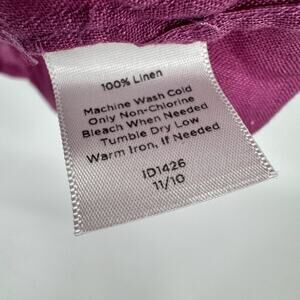 100% Linen
Machine Wash Cold
Only Non-Chlorine
Bleach When Needed
Tumble Dry Low
Warm Iron, If Needed
ID1426
11/10